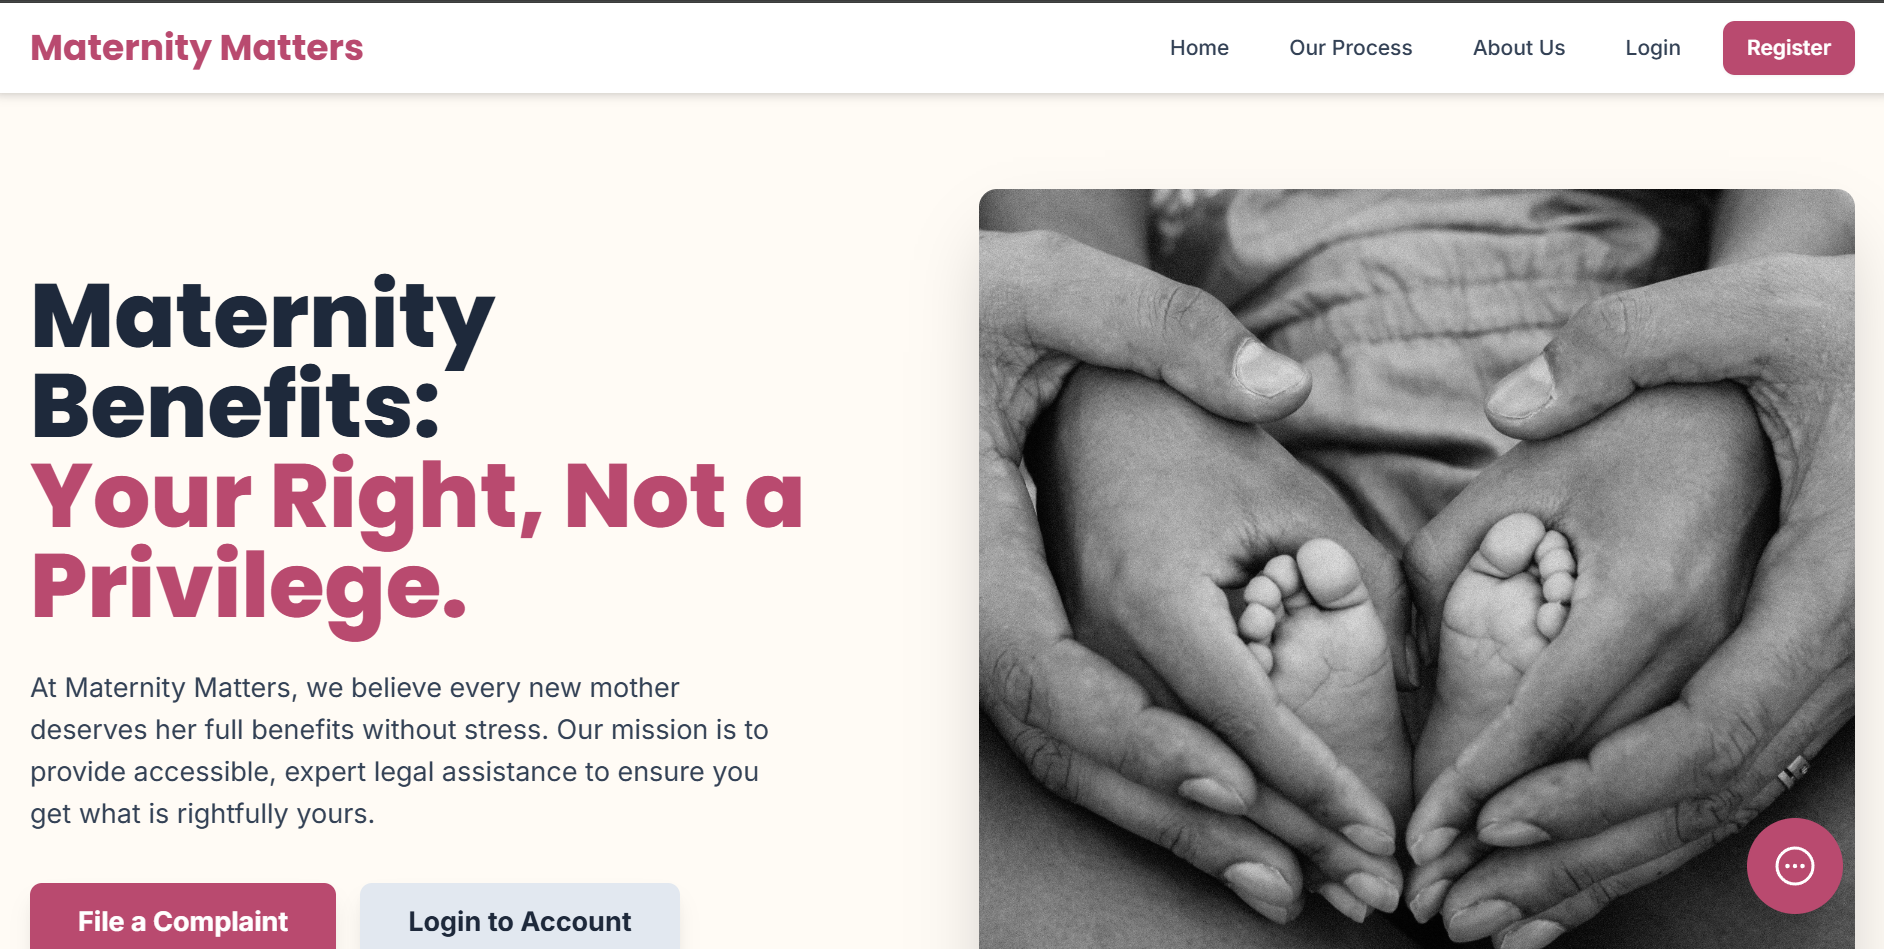 Maternity Matters
Home
Our Process
About Us
Login
Register
Maternity
Benefits:
Your Right, Not a
Privilege.
At Maternity Matters, we believe every new mother
deserves her full benefits without stress. Our mission is to
provide accessible, expert legal assistance to ensure you
get what is rightfully yours.
File a Complaint
Login to Account